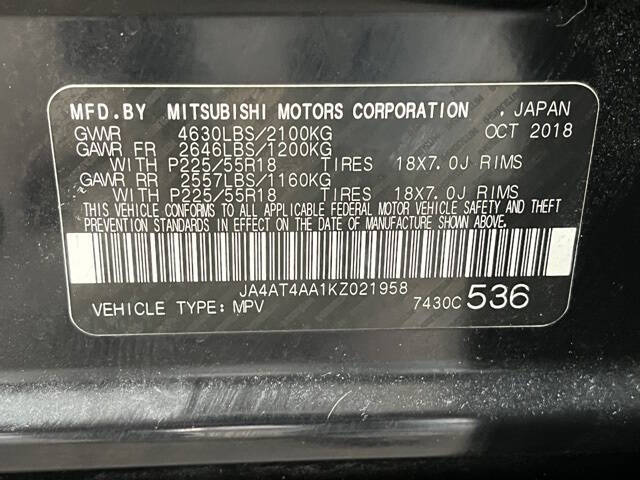 MFD.BY MITSUBISHI MOTORS CORPORATION . JAPAN
GVWR 4630LBS/2100KG OCT 2018
GAWR FR 2646LBS/1200KG
WITH P225/55R18 TIRES 18X7.0J RIMS
GAWR RR 2557LBS/1160KG
WITH P225/55R18 TIRES 18X7.0J RIMS
THIS VEHICLE CONFORMS TO ALL APPLICABLE FEDERAL MOTOR VEHICLE SAFETY AND THEFT
PREVENTION STANDARDS IN EFFECT ON THE DATE OF MANUFACTURE SHOWN ABOVE.
JA4AT4AA1KZ021958
VEHICLE TYPE: MPV 7430C 536